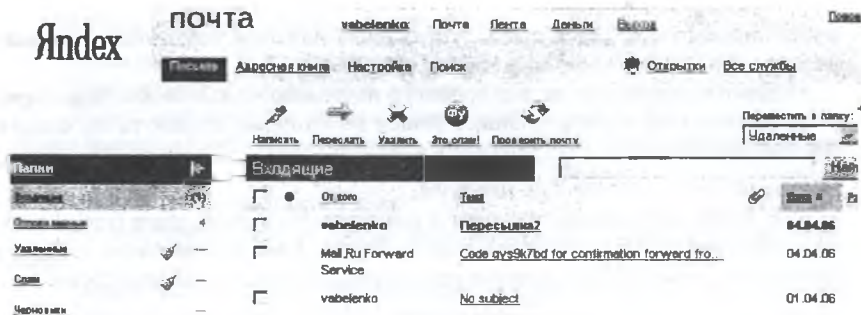 Яndex
почта
vabelenko: Почта Лента Деньги Выход
Письма Адресная книга Настройка Поиск
Открытки Все службы
Написать Переслать Удалить Это спам! Проверить почту
Переместить в папку:
Удаленные
Папки
Входящие
От кого Тема
Удаленные —
Спам —
Черновики —
vabelenko Пересылка2 04.04.06
Mail.Ru Forward Service Code qys9k7bd for confirmation forward fro... 04.04.06
vabelenko No subject 01.04.06